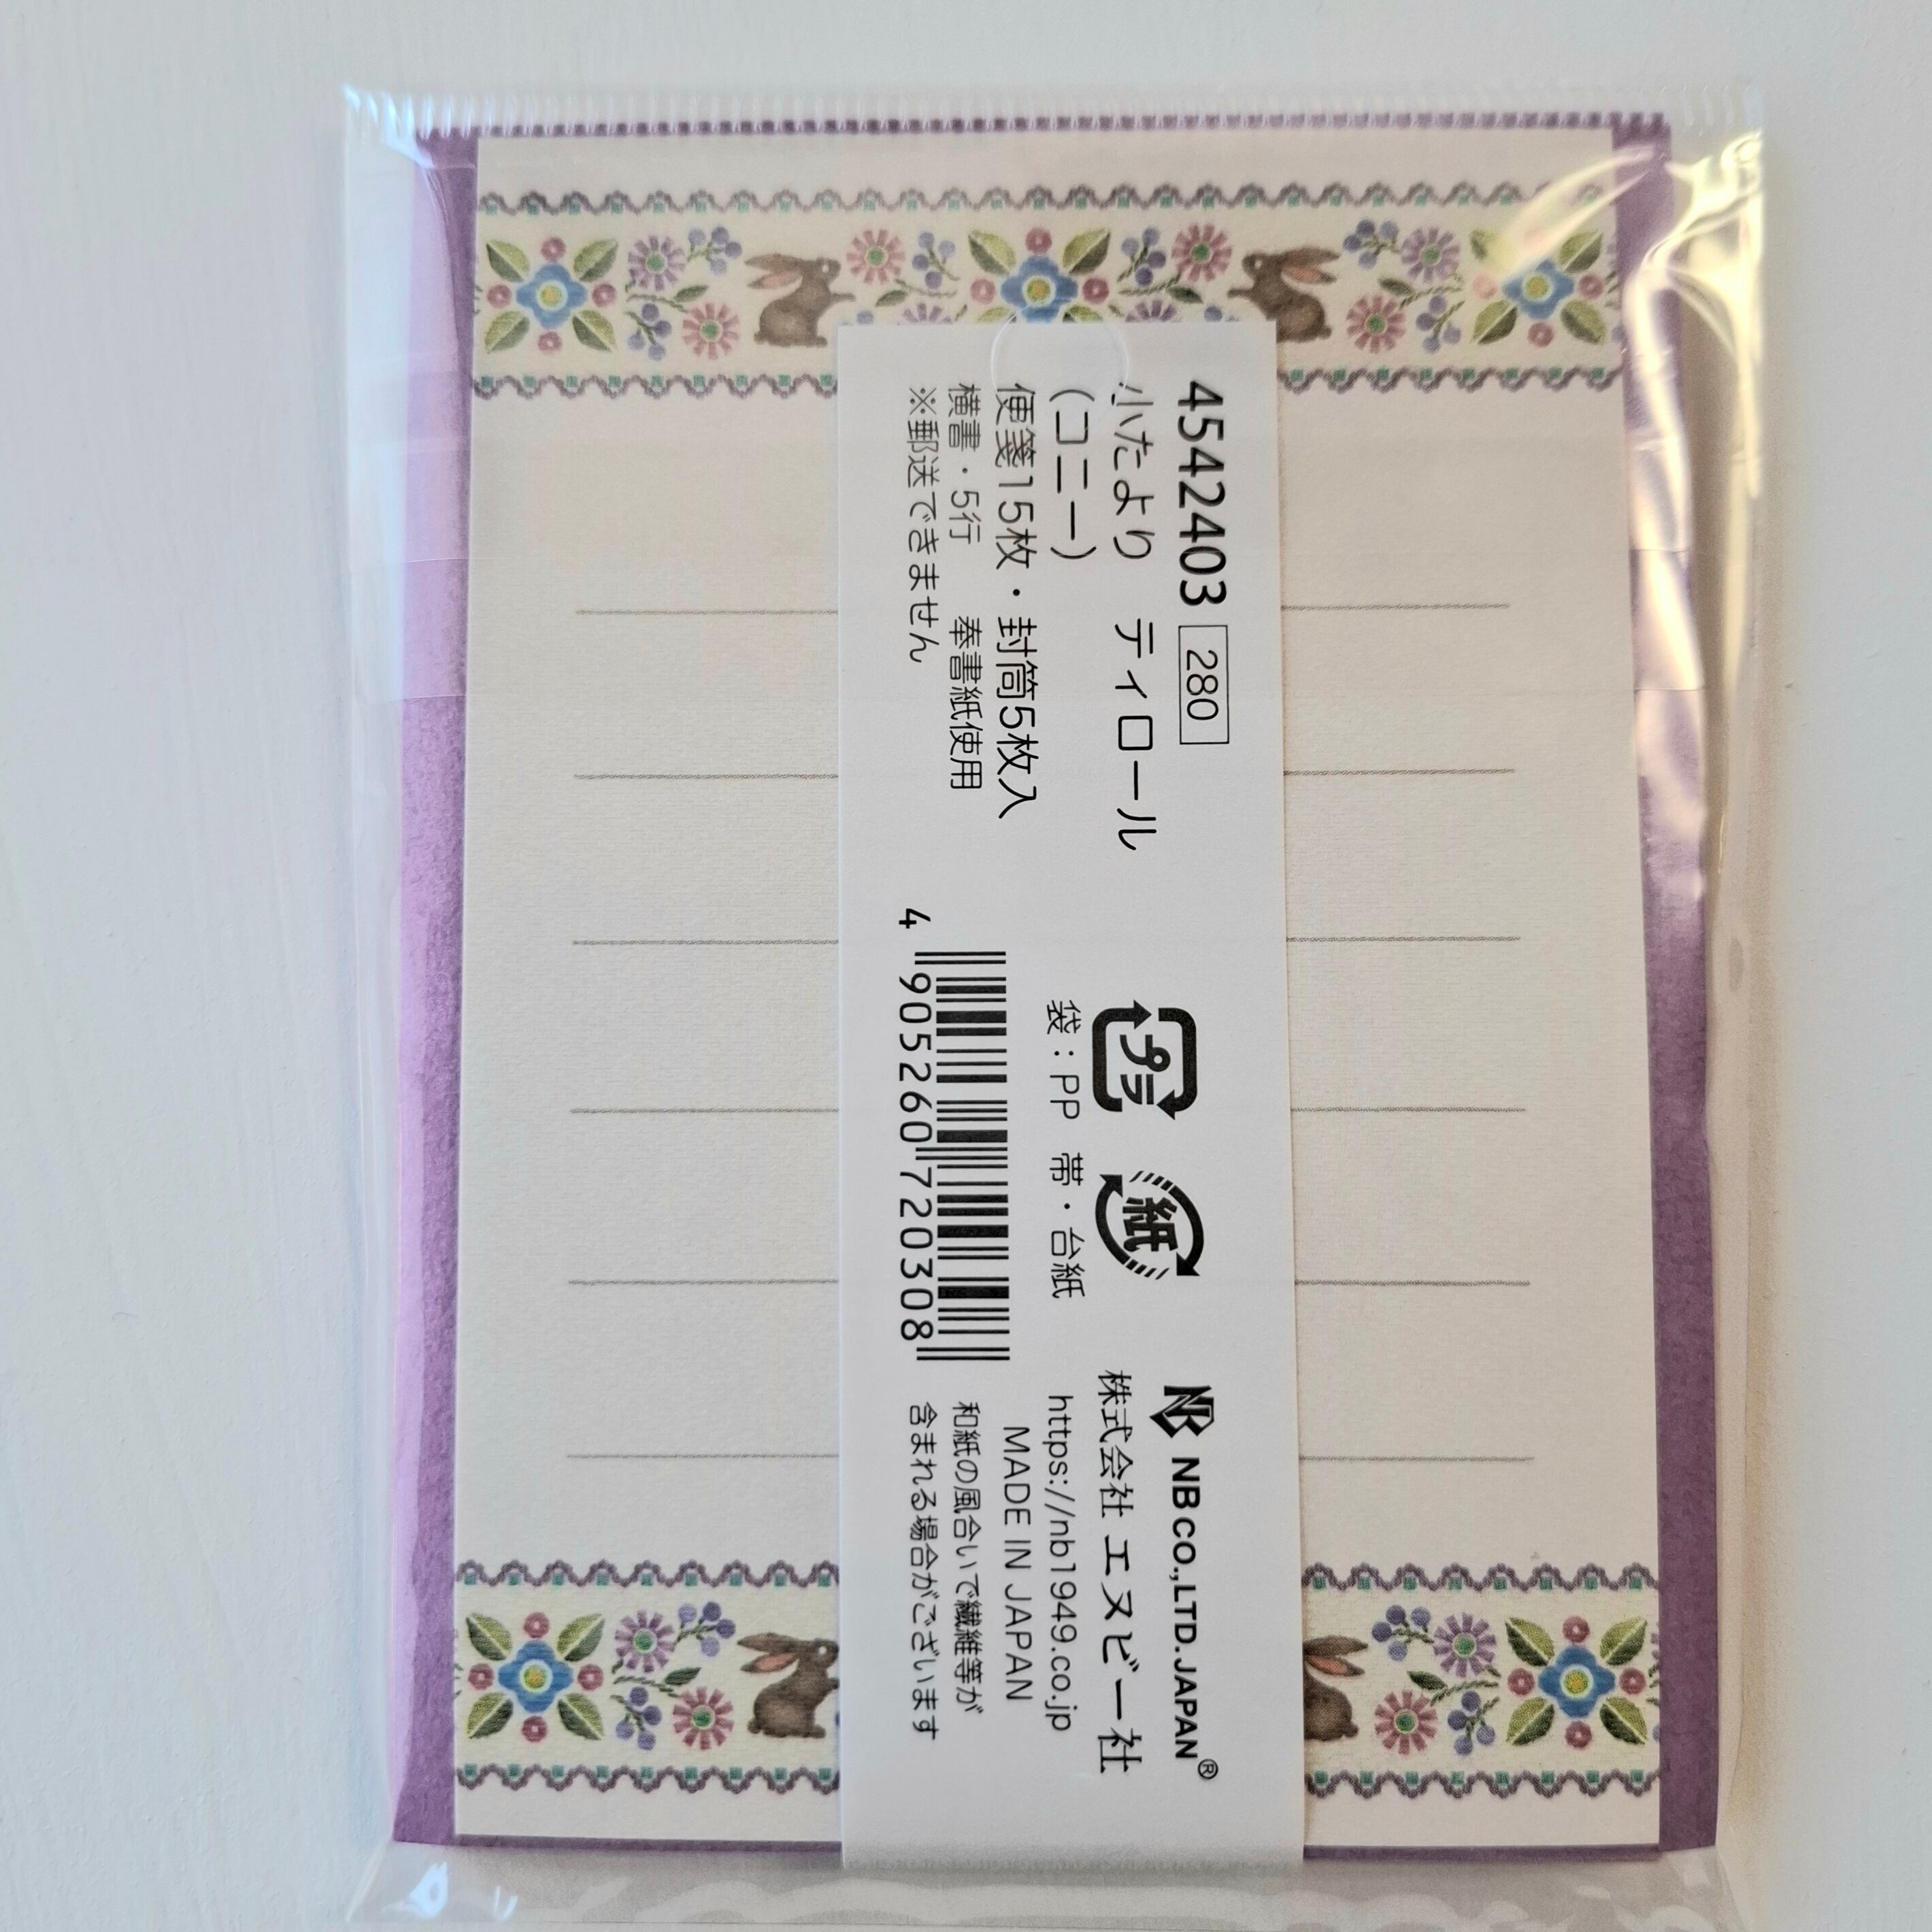 4542403 280
小たより ティロール
(コニー)
便箋15枚・封筒5枚入
横書・5行 奉書紙使用
※郵送できません
プラ 紙
袋:PP 帯・台紙
4 905260 720308
NB CO.,LTD.JAPAN®
株式会社 エヌビー社
https://nb1949.co.jp
MADE IN JAPAN
和紙の風合いで繊維等が
含まれる場合がございます